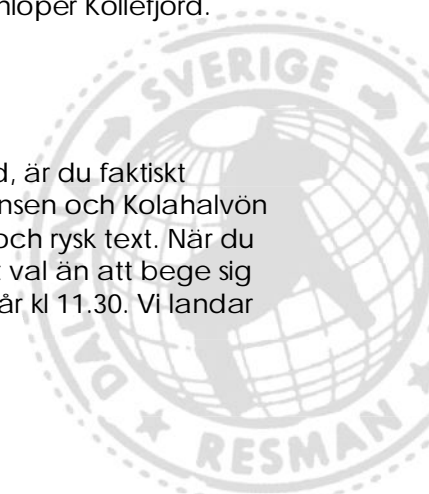 Kollefjord.
SVERIGE
, är du faktiskt
nsen och Kolahalvön
och rysk text. När du
val än att bege sig
år kl 11.30. Vi landar
RESMAN